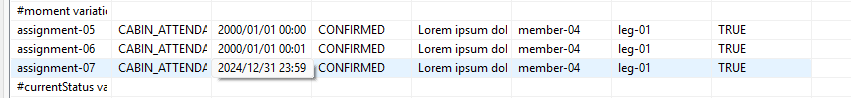 #moment variatio
assignment-05 CABIN_ATTENDA 2000/01/01 00:00 CONFIRMED Lorem ipsum dol member-04 leg-01 TRUE
assignment-06 CABIN_ATTENDA 2000/01/01 00:01 CONFIRMED Lorem ipsum dol member-04 leg-01 TRUE
assignment-07 CABIN_ATTENDA 2024/12/31 23:59 CONFIRMED Lorem ipsum dol member-04 leg-01 TRUE
#currentStatus va